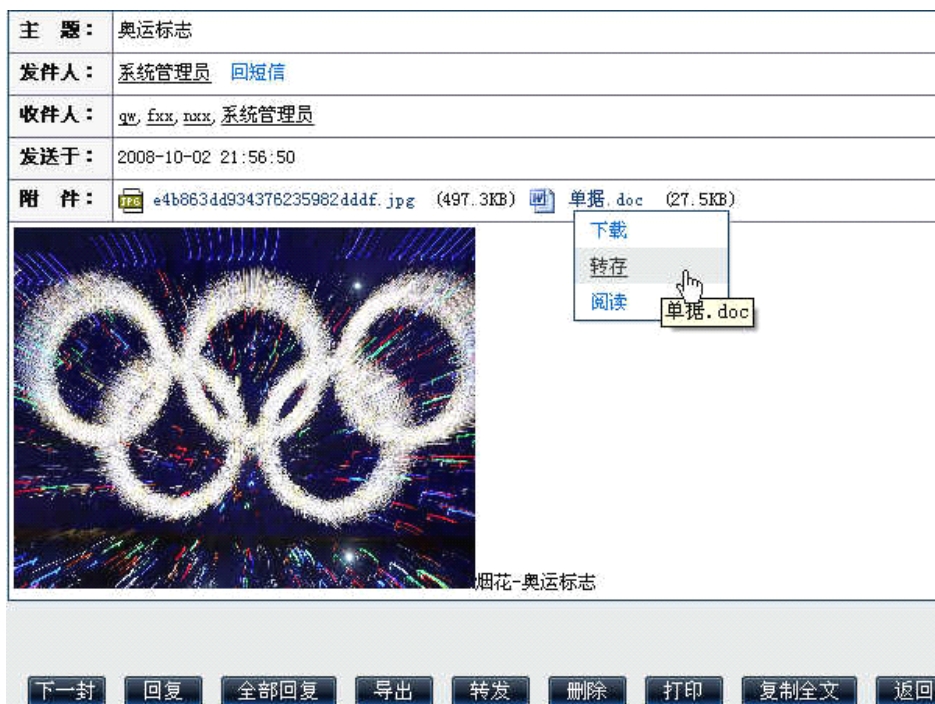 主 题： 奥运标志
发件人： 系统管理员 回短信
收件人： qw, fxx, nxx, 系统管理员
发送于： 2008-10-02 21:56:50
附 件： JPG e4b863dd934376235982dddf.jpg (497.3KB) W 单据.doc (27.5KB)
下载
转存
阅读
单据.doc
烟花-奥运标志
下一封 回复 全部回复 导出 转发 删除 打印 复制全文 返回